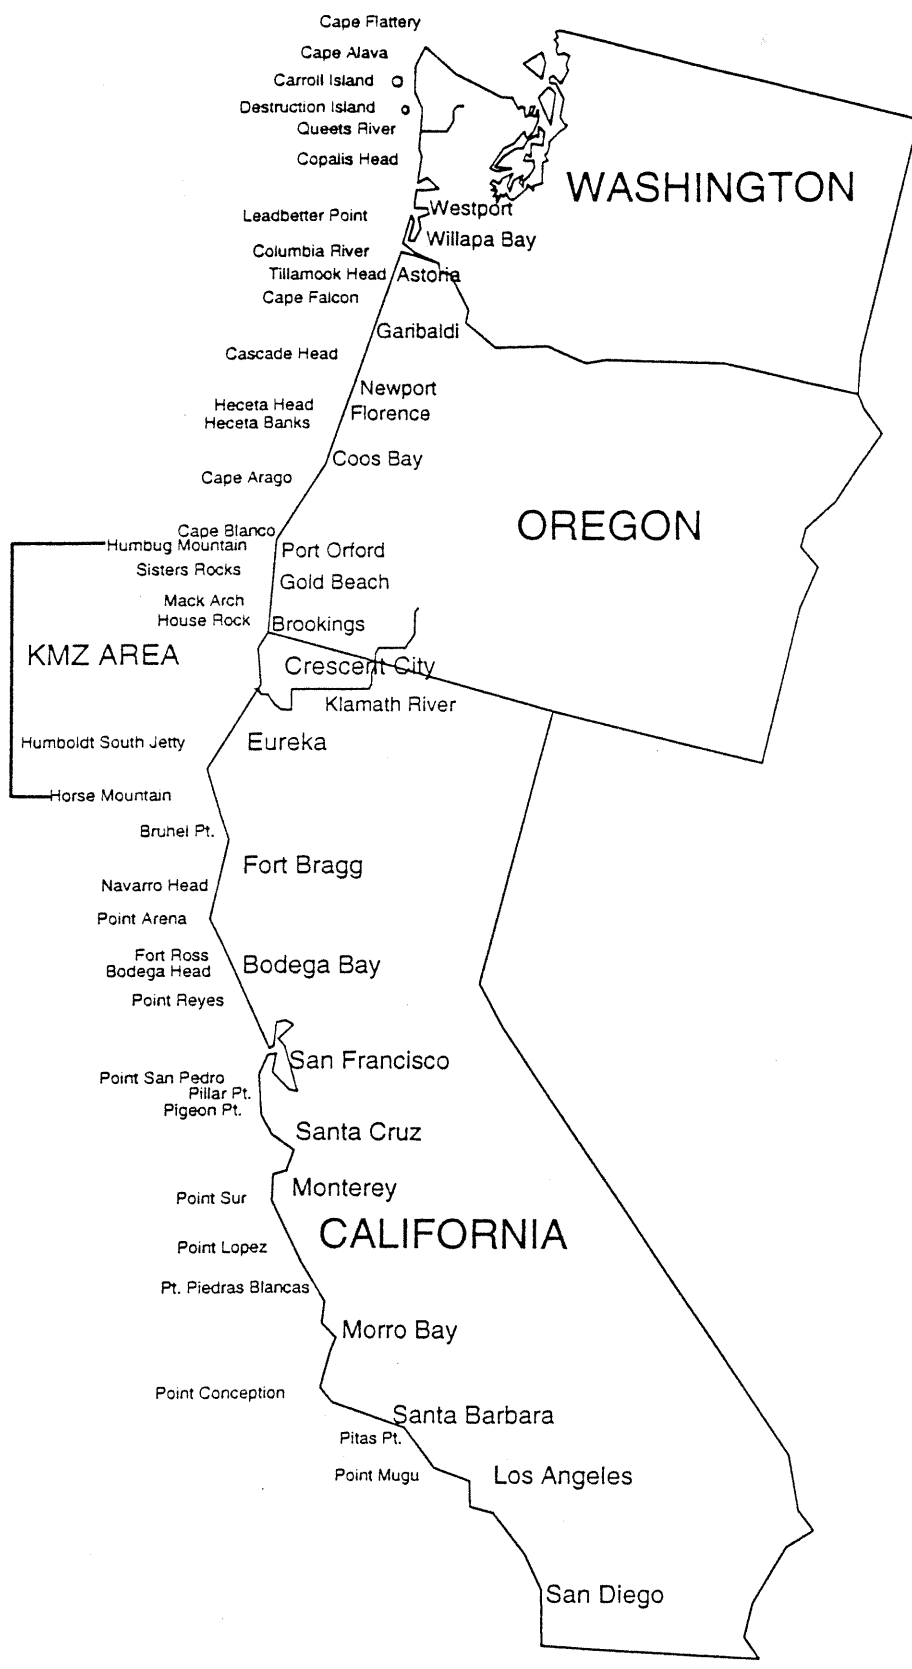 Cape Flattery
Cape Alava
Carroll Island
Destruction Island
Queets River
Copalis Head
WASHINGTON
Westport
Leadbetter Point
Willapa Bay
Columbia River
Tillamook Head
Astoria
Cape Falcon
Garibaldi
Cascade Head
Newport
Heceta Head
Florence
Heceta Banks
Coos Bay
Cape Arago
OREGON
Cape Blanco
Humbug Mountain
Port Orford
Sisters Rocks
Gold Beach
Mack Arch
House Rock
Brookings
KMZ AREA
Crescent City
Klamath River
Humboldt South Jetty
Eureka
Horse Mountain
Bruhel Pt.
Fort Bragg
Navarro Head
Point Arena
Fort Ross
Bodega Bay
Bodega Head
Point Reyes
San Francisco
Point San Pedro
Pillar Pt.
Pigeon Pt.
Santa Cruz
Monterey
Point Sur
CALIFORNIA
Point Lopez
Pt. Piedras Blancas
Morro Bay
Point Conception
Santa Barbara
Pitas Pt.
Point Mugu
Los Angeles
San Diego